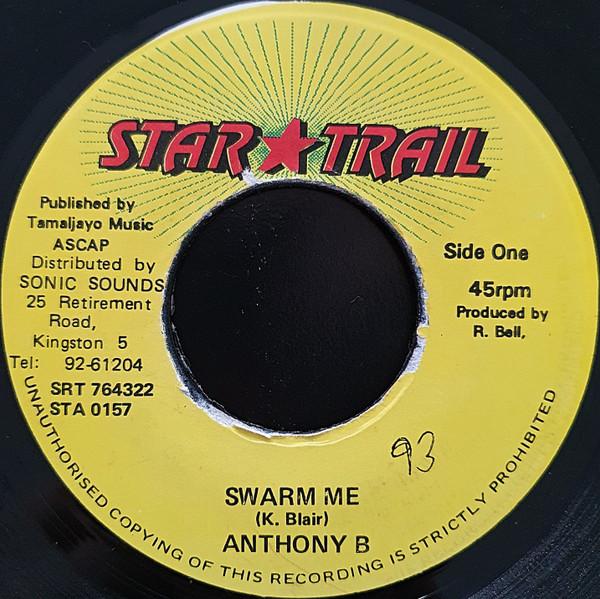 STAR TRAIL
Published by
Tamaljayo Music
ASCAP
Distributed by
SONIC SOUNDS
25 Retirement
Road,
Kingston 5
Tel: 92-61204
SRT 764322
STA 0157
Side One
45rpm
Produced by
R. Bell,
93
SWARM ME
(K. Blair)
ANTHONY B
UNAUTHORISED COPYING OF THIS RECORDING IS STRICTLY PROHIBITED